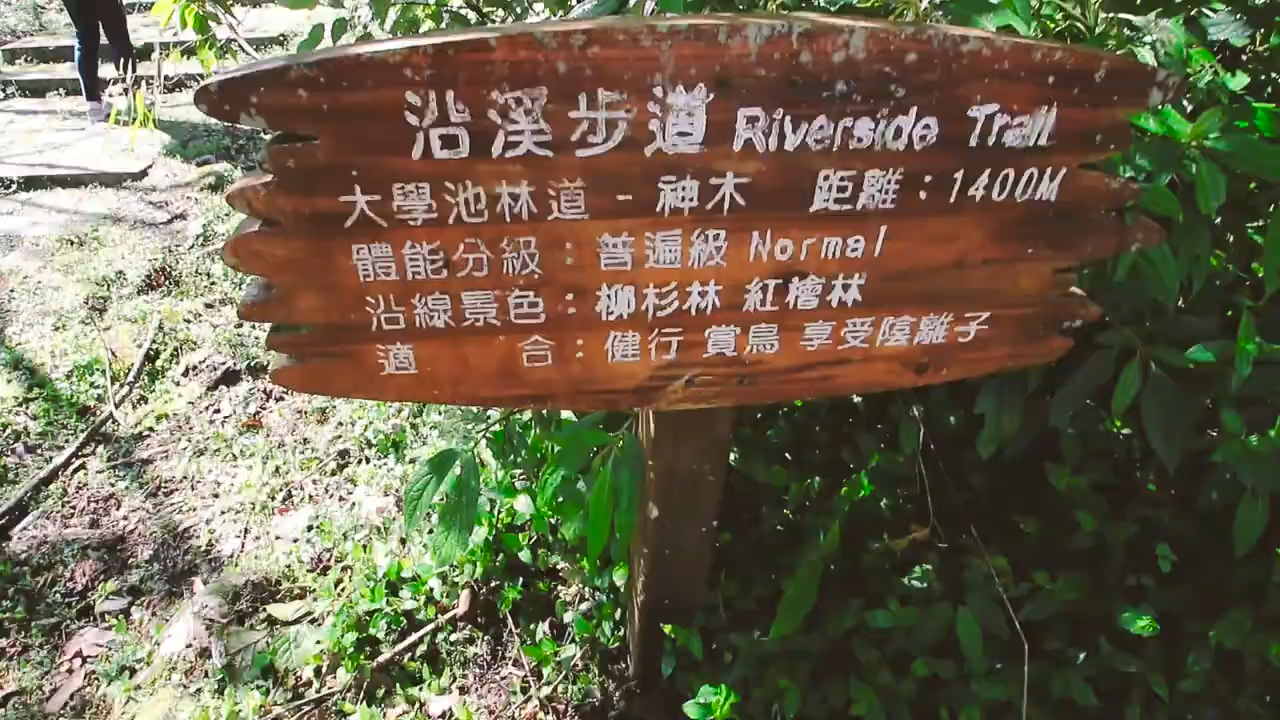 沿溪步道 Riverside Trail
大學池林道 - 神木 距離：1400M
體能分級：普遍級 Normal
沿線景色：柳杉林 紅檜林
適 合：健行 賞鳥 享受陰離子